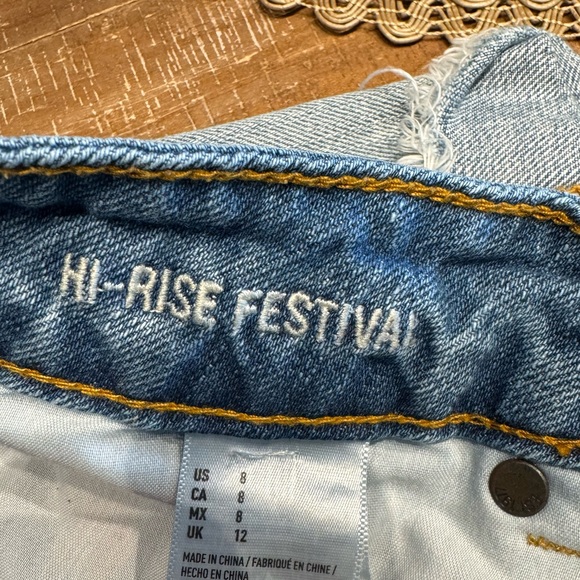 HI-RISE FESTIVAL
US 8
CA 8
MX 8
UK 12
MADE IN CHINA / FABRIQUÉ EN CHINE /
HECHO EN CHINA